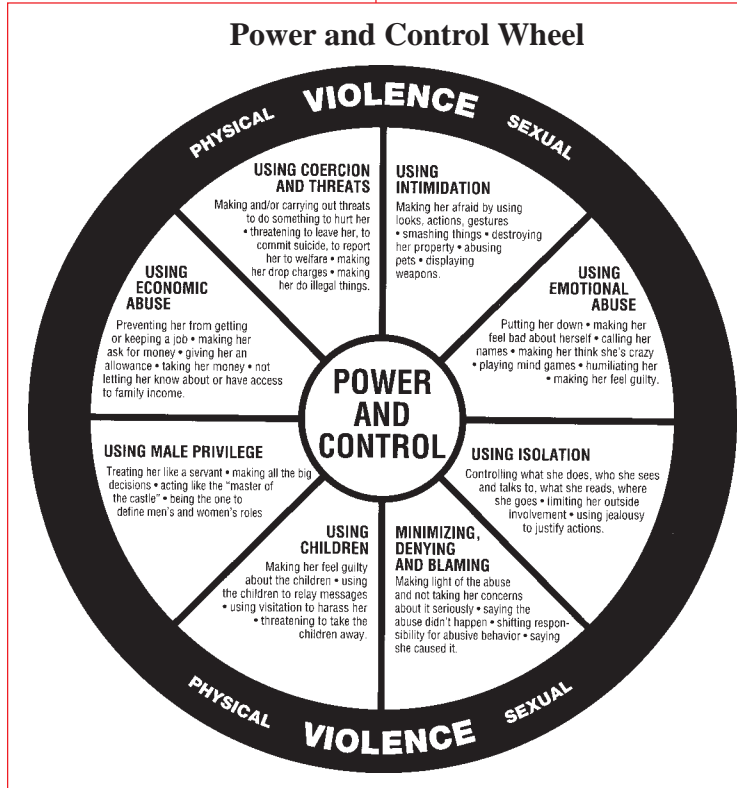 Power and Control Wheel
PHYSICAL VIOLENCE SEXUAL
USING COERCION
AND THREATS
Making and/or carrying out threats
to do something to hurt her
• threatening to leave her, to
commit suicide, to report
her to welfare • making
her drop charges • making
her do illegal things.
USING
INTIMIDATION
Making her afraid by using
looks, actions, gestures
• smashing things • destroying
her property • abusing
pets • displaying
weapons.
USING
ECONOMIC
ABUSE
Preventing her from getting
or keeping a job • making her
ask for money • giving her an
allowance • taking her money • not
letting her know about or have access
to family income.
USING
EMOTIONAL
ABUSE
Putting her down • making her
feel bad about herself • calling her
names • making her think she's crazy
• playing mind games • humiliating her
• making her feel guilty.
POWER
AND
CONTROL
USING MALE PRIVILEGE
Treating her like a servant • making all the big
decisions • acting like the "master of
the castle" • being the one to
define men's and women's roles
USING ISOLATION
Controlling what she does, who she sees
and talks to, what she reads, where
she goes • limiting her outside
involvement • using jealousy
to justify actions.
USING
CHILDREN
Making her feel guilty
about the children • using
the children to relay messages
• using visitation to harass her
• threatening to take the
children away.
MINIMIZING,
DENYING
AND BLAMING
Making light of the abuse
and not taking her concerns
about it seriously • saying the
abuse didn't happen • shifting respon-
sibility for abusive behavior • saying
she caused it.
PHYSICAL VIOLENCE SEXUAL